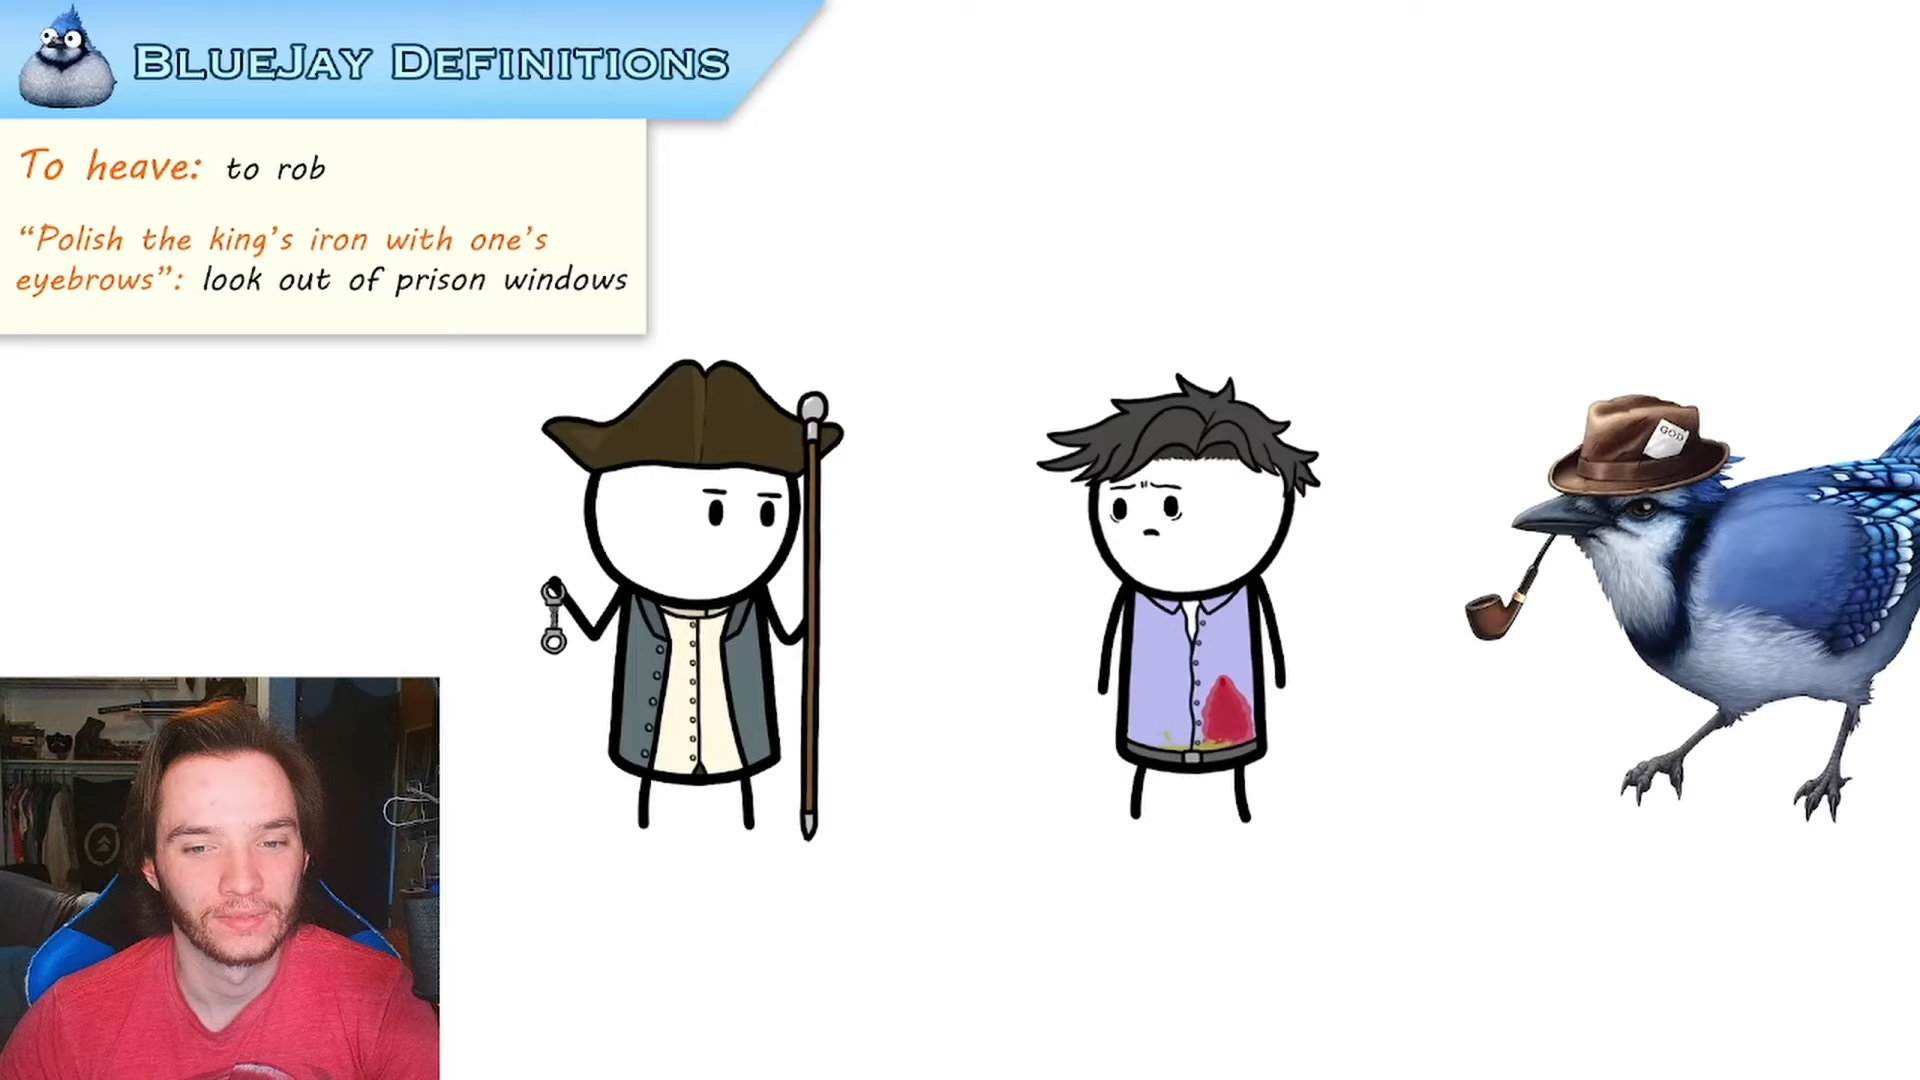 BLUEJAY DEFINITIONS
To heave: to rob
“Polish the king’s iron with one’s
eyebrows”: look out of prison windows
GOD